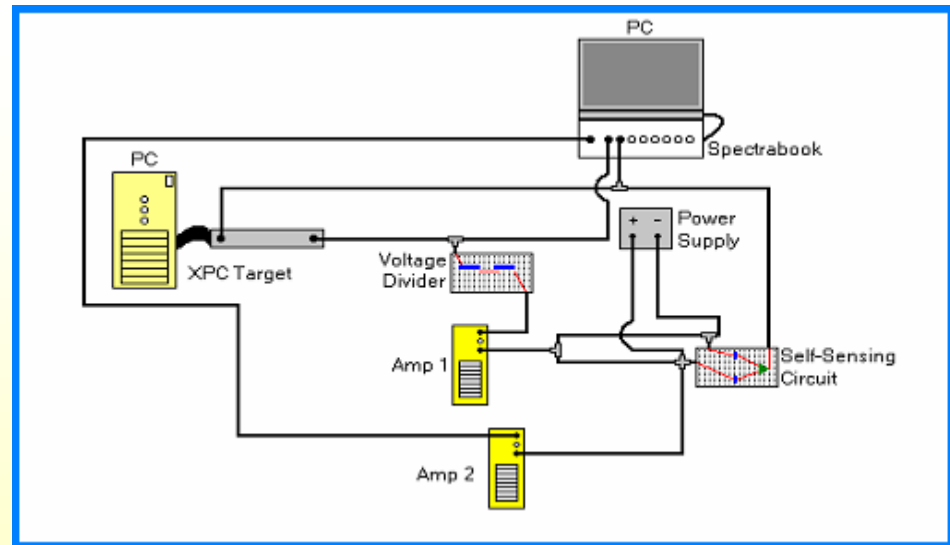 PC
Spectrabook
PC
XPC Target
+ −
Power
Supply
Voltage
Divider
Amp 1
Self-Sensing
Circuit
Amp 2